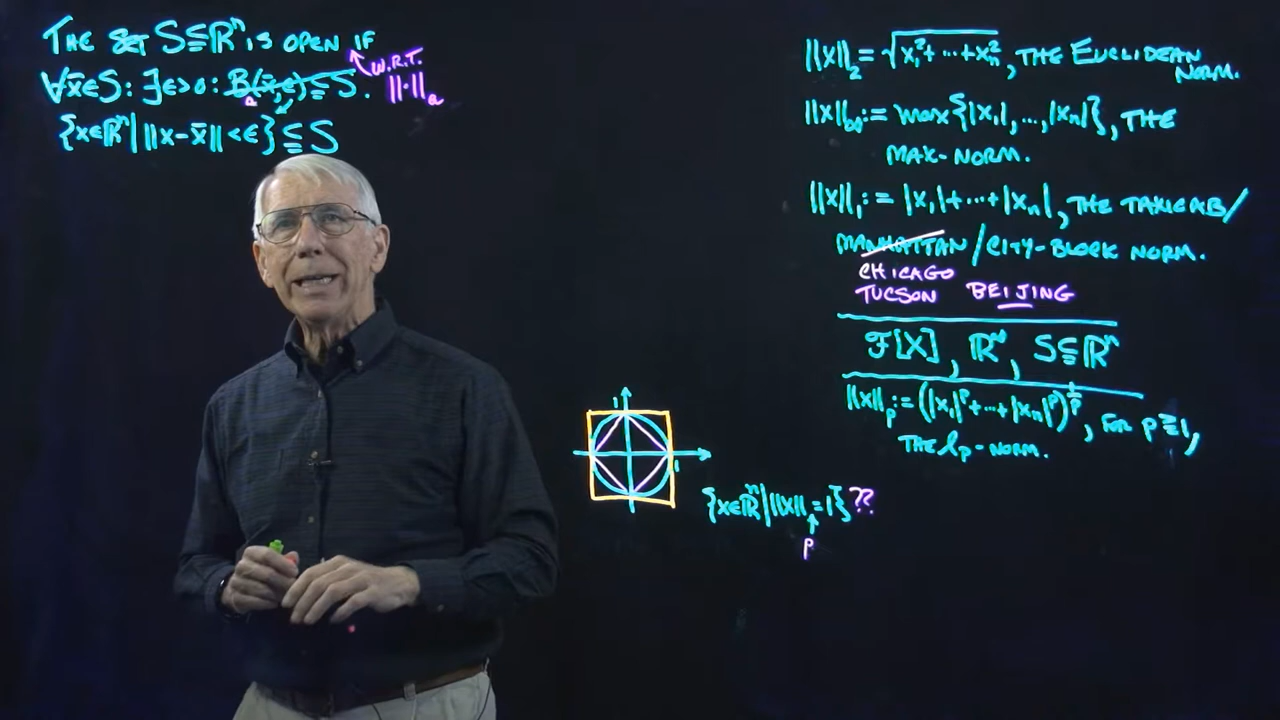 THE SET S⊆ℝⁿ IS OPEN IF
W.R.T.
∀x̄∈S: ∃ϵ>0: B(x̄,ϵ)⊆S. ||·||ₐ
P
{x∈ℝⁿ| ||x-x̄||<ϵ}⊆S
||x||₂=√x₁²+⋯+xₙ², THE EUCLIDEAN
NORM.
||x||∞:= max{|x₁|,...,|xₙ|}, THE
MAX-NORM.
||x||₁:= |x₁|+⋯+|xₙ|, THE TAXICAB/
MANHATTAN/CITY-BLOCK NORM.
CHICAGO
TUCSON BEIJING
ℱ[X], S⊆ℝⁿ
||x||ₚ:=(|x₁|ᵖ+⋯+|xₙ|ᵖ)^(1/p), FOR p≧1,
THE ℓₚ-NORM.
1
1
{x∈ℝⁿ| ||x||=1}??
p